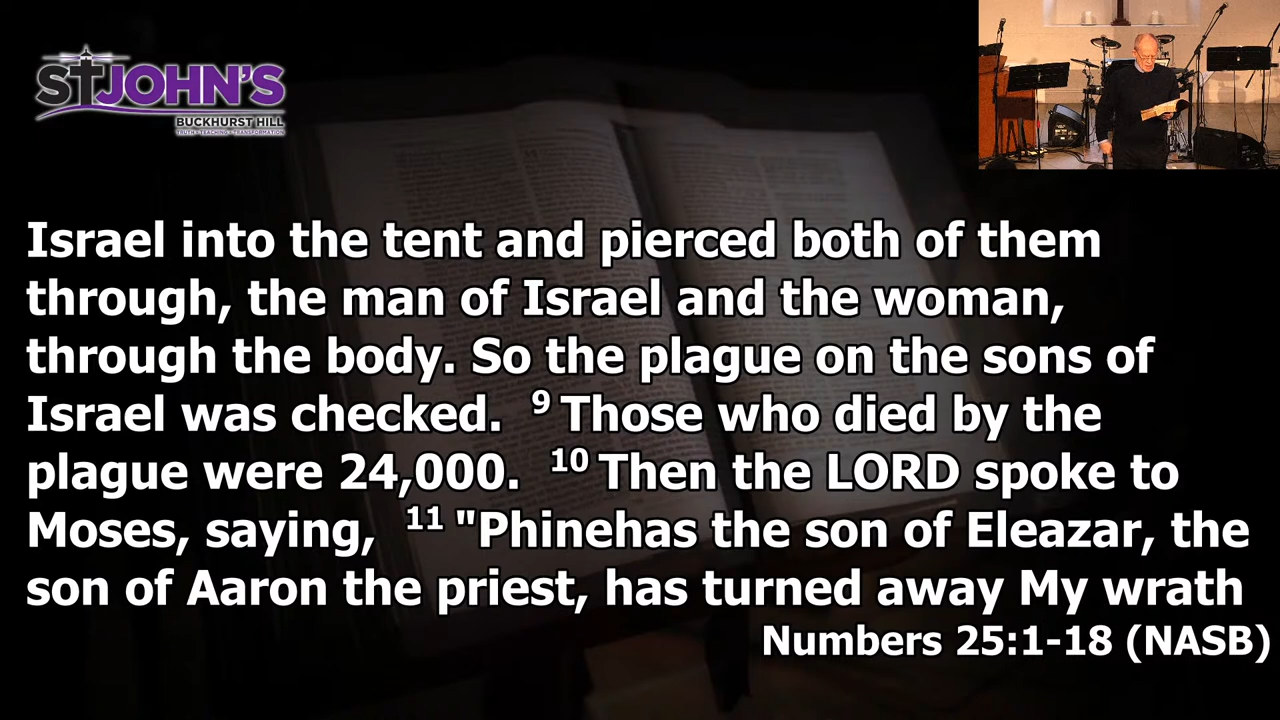 ST JOHN'S
BUCKHURST HILL
TRUTH • TEACHING • TRANSFORMATION
Israel into the tent and pierced both of them
through, the man of Israel and the woman,
through the body. So the plague on the sons of
Israel was checked. 9 Those who died by the
plague were 24,000. 10 Then the LORD spoke to
Moses, saying, 11 "Phinehas the son of Eleazar, the
son of Aaron the priest, has turned away My wrath
Numbers 25:1-18 (NASB)